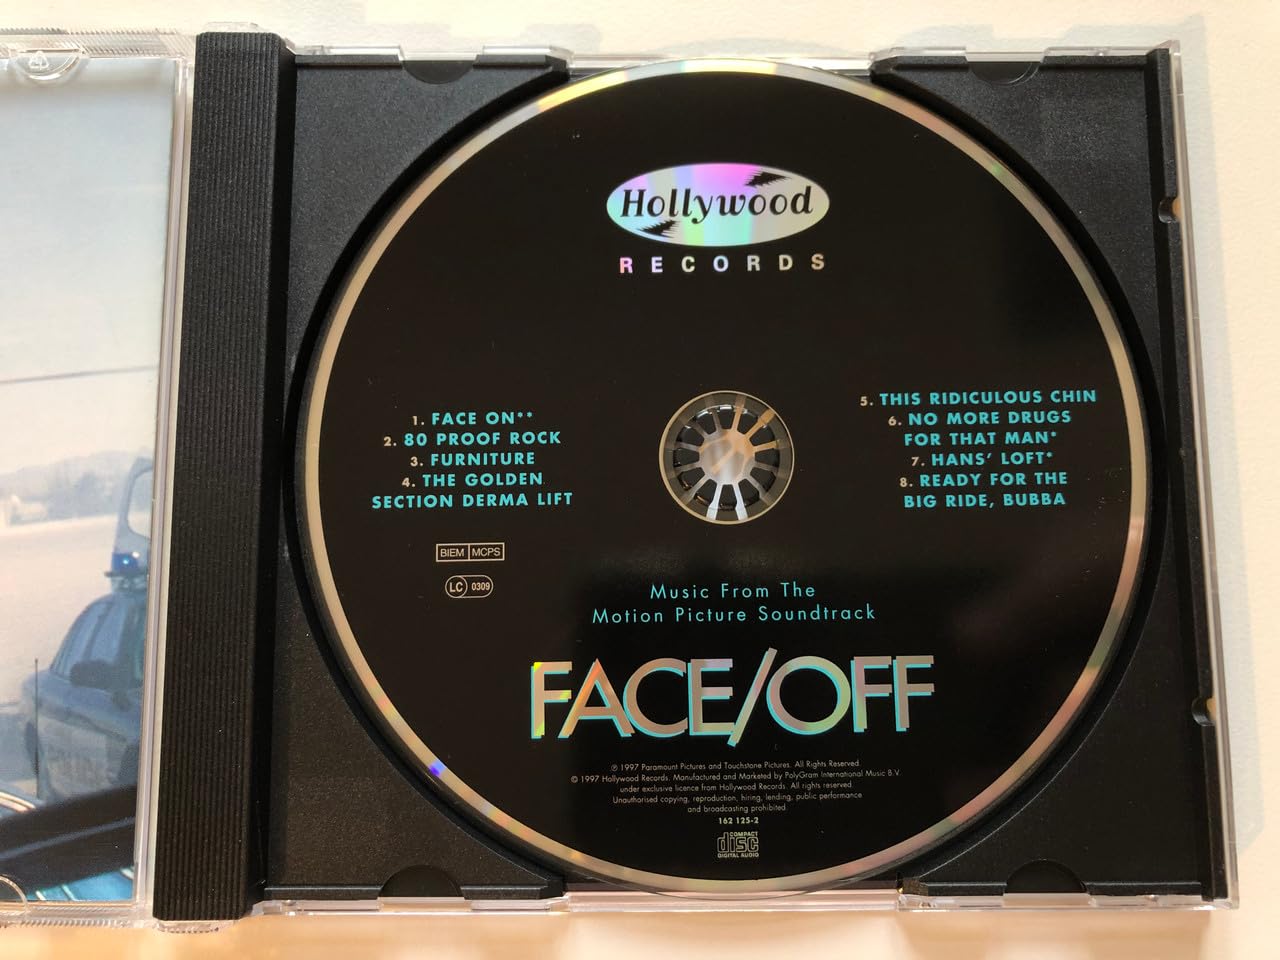 Hollywood
RECORDS
1. FACE ON**
2. 80 PROOF ROCK
3. FURNITURE
4. THE GOLDEN
SECTION DERMA LIFT
5. THIS RIDICULOUS CHIN
6. NO MORE DRUGS
FOR THAT MAN*
7. HANS' LOFT*
8. READY FOR THE
BIG RIDE, BUBBA
BIEM MCPS
LC 0309
Music From The
Motion Picture Soundtrack
FACE/OFF
℗ 1997 Paramount Pictures and Touchstone Pictures. All Rights Reserved.
© 1997 Hollywood Records. Manufactured and Marketed by PolyGram International Music B.V.
under exclusive licence from Hollywood Records. All rights reserved.
Unauthorised copying, reproduction, hiring, lending, public performance
and broadcasting prohibited.
162 125-2
COMPACT
disc
DIGITAL AUDIO